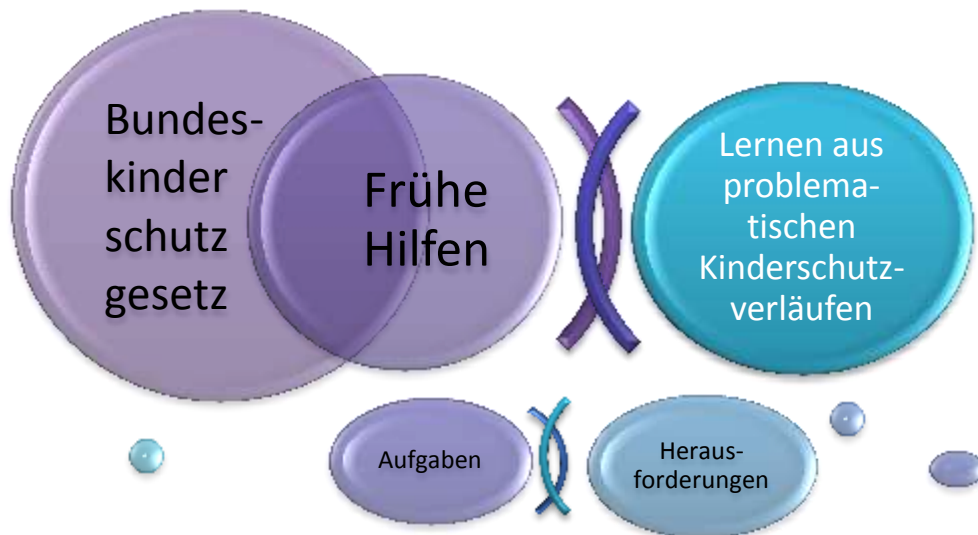 Bundes-
kinder
schutz
gesetz
Frühe
Hilfen
Lernen aus
problema-
tischen
Kinderschutz-
verläufen
Aufgaben
Heraus-
forderungen